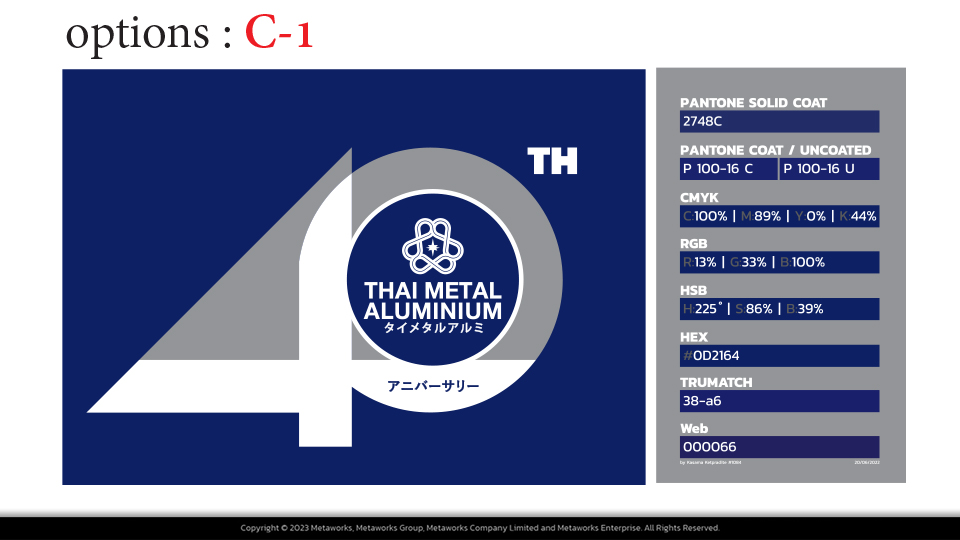 options : C-1
40
TH
THAI METAL
ALUMINIUM
タイメタルアルミ
アニバーサリー
PANTONE SOLID COAT
2748C
PANTONE COAT / UNCOATED
P 100-16 C
P 100-16 U
CMYK
C:100% | M:89% | Y:0% | K:44%
RGB
R:13% | G:33% | B:100%
HSB
H:225° | S:86% | B:39%
HEX
#0D2164
TRUMATCH
38-a6
Web
000066
20/06/2023
Copyright © 2023 Metaworks, Metaworks Group, Metaworks Company Limited and Metaworks Enterprise. All Rights Reserved.